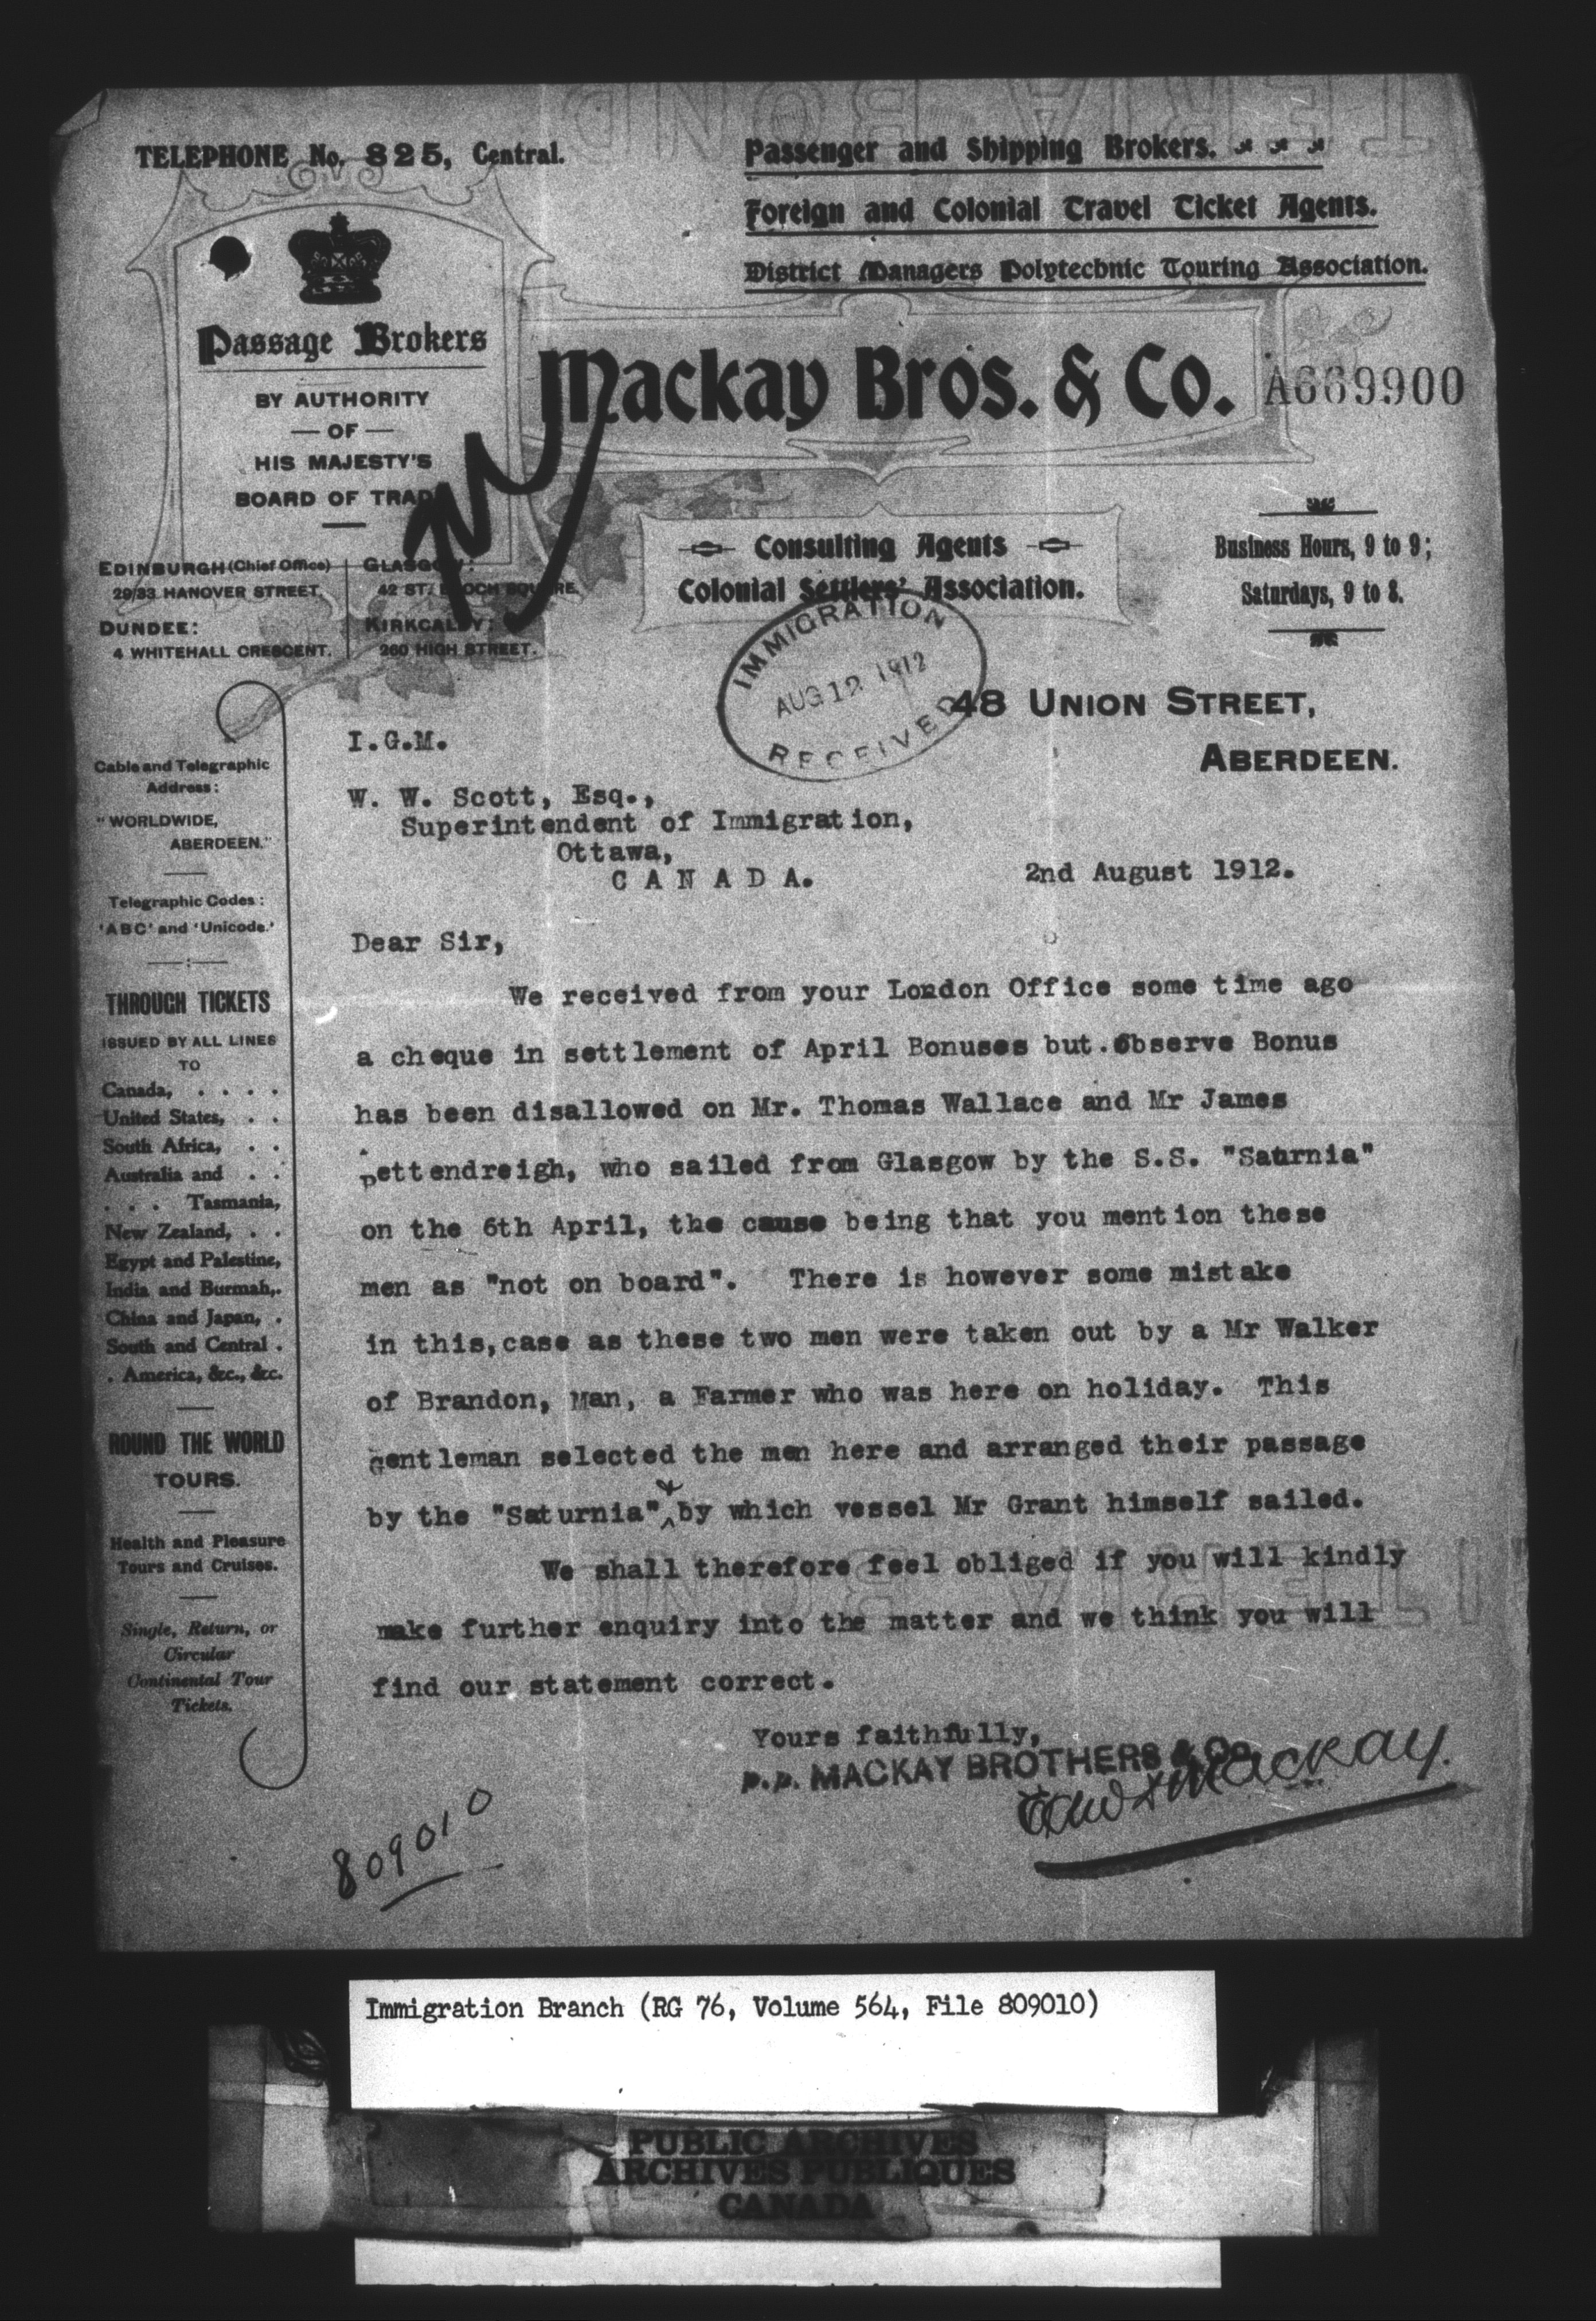 TELEPHONE No. 825, Central.
Passenger and Shipping Brokers.
Foreign and Colonial Travel Ticket Agents.
District Managers Polytechnic Touring Association.
Passage Brokers
BY AUTHORITY
— OF —
HIS MAJESTY'S
BOARD OF TRADE
Mackay Bros. & Co.
A669900
EDINBURGH (Chief Office)
29/33 HANOVER STREET.
DUNDEE:
4 WHITEHALL CRESCENT.
GLASGOW:
42 ST. ENOCH SQUARE.
KIRKCALDY:
260 HIGH STREET.
Consulting Agents
Colonial Settlers' Association.
Business Hours, 9 to 9;
Saturdays, 9 to 8.
IMMIGRATION
AUG 12 1912
RECEIVED
48 UNION STREET,
ABERDEEN.
Cable and Telegraphic
Address:
"WORLDWIDE,
ABERDEEN."
Telegraphic Codes:
'ABC' and 'Unicode.'
THROUGH TICKETS
ISSUED BY ALL LINES
TO
Canada, . . . .
United States, . .
South Africa, . .
Australia and . .
. . . Tasmania,
New Zealand, . .
Egypt and Palestine,
India and Burmah,.
China and Japan, .
South and Central .
. America, &c., &c.
ROUND THE WORLD
TOURS.
Health and Pleasure
Tours and Cruises.
Single, Return, or
Circular
Continental Tour
Tickets.
I.G.M.
W. W. Scott, Esq.,
Superintendent of Immigration,
Ottawa,
C A N A D A.
2nd August 1912.
Dear Sir,
We received from your London Office some time ago
a cheque in settlement of April Bonuses but.observe Bonus
has been disallowed on Mr. Thomas Wallace and Mr James
Pettendreigh, who sailed from Glasgow by the S.S. "Saturnia"
on the 6th April, the cause being that you mention these
men as "not on board". There is however some mistake
in this,case as these two men were taken out by a Mr Walker
of Brandon, Man, a Farmer who was here on holiday. This
gentleman selected the men here and arranged their passage
by the "Saturnia" by which vessel Mr Grant himself sailed.
We shall therefore feel obliged if you will kindly
make further enquiry into the matter and we think you will
find our statement correct.
Yours faithfully,
p.p. MACKAY BROTHERS & Co.
Mackay.
809010
Immigration Branch (RG 76, Volume 564, File 809010)
PUBLIC ARCHIVES
ARCHIVES PUBLIQUES
CANADA